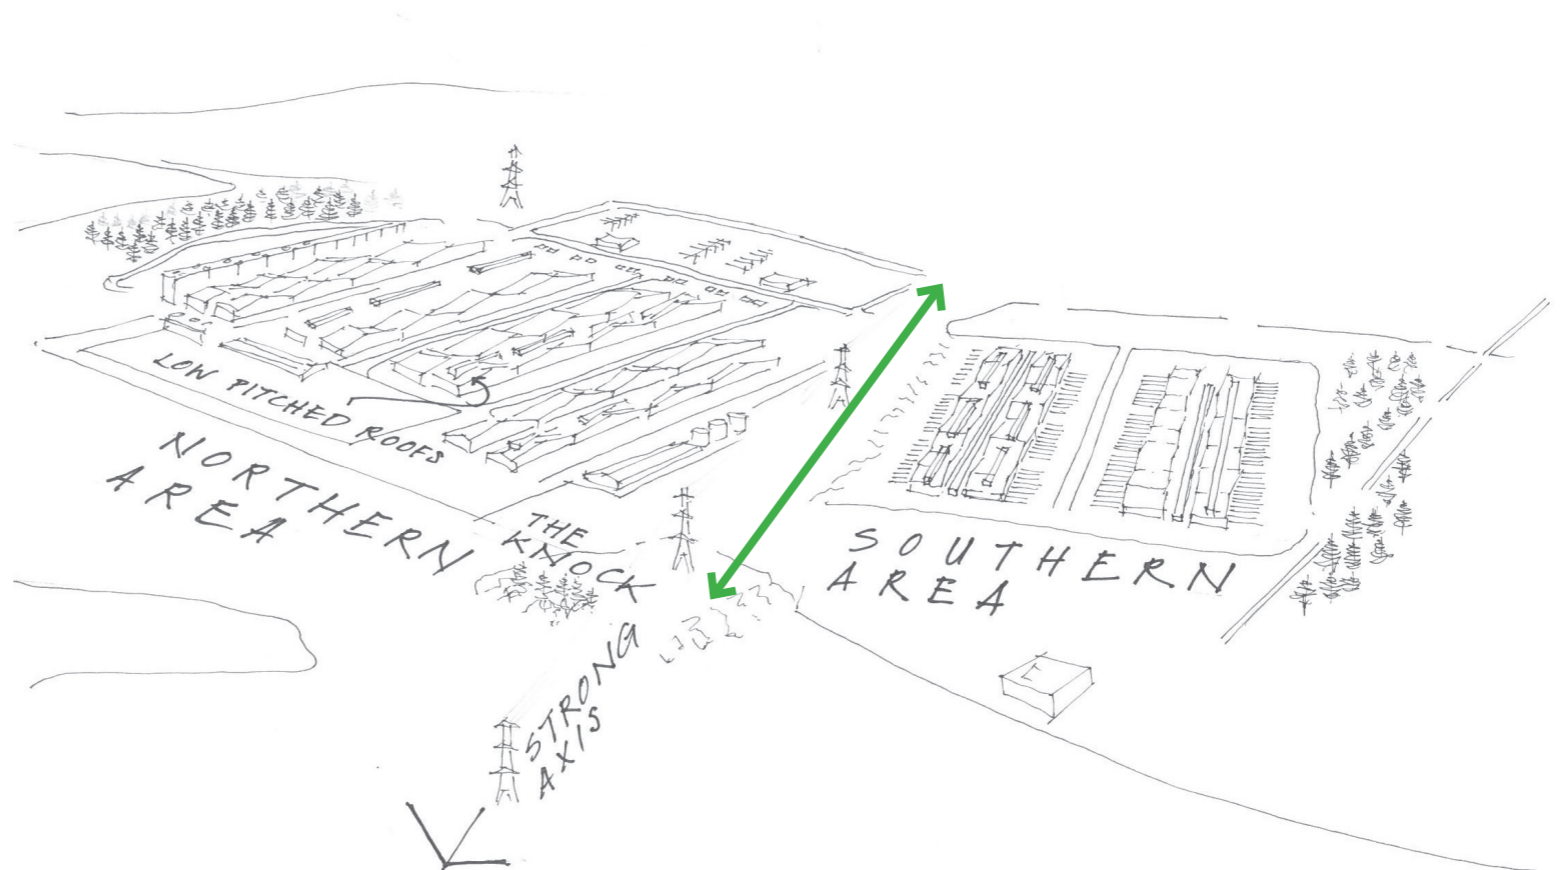 LOW PITCHED ROOFS
NORTHERN
AREA
THE
KNOCK
SOUTHERN
AREA
STRONG
AXIS